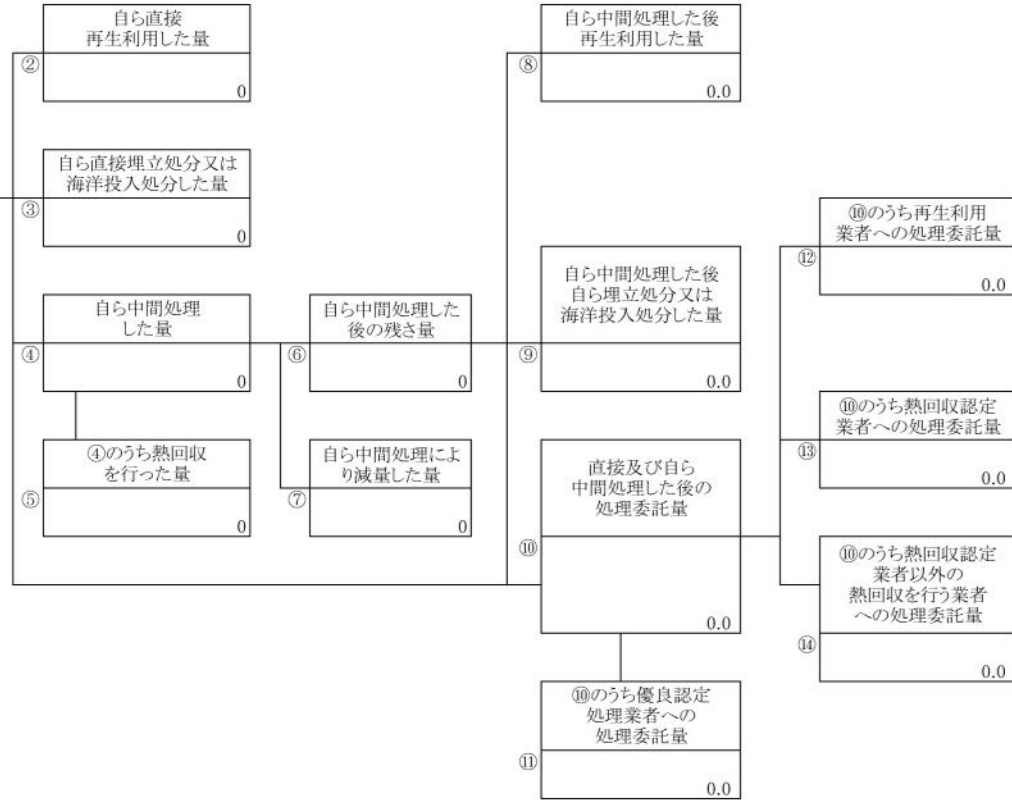 自ら直接
再生利用した量
②
0
自ら直接埋立処分又は
海洋投入処分した量
③
0
自ら中間処理
した量
④
0
④のうち熱回収
を行った量
⑤
0
自ら中間処理した
後の残さ量
⑥
0
自ら中間処理によ
り減量した量
⑦
0
自ら中間処理した後
再生利用した量
⑧
0.0
自ら中間処理した後
自ら埋立処分又は
海洋投入処分した量
⑨
0.0
直接及び自ら
中間処理した後の
処理委託量
⑩
0.0
⑩のうち優良認定
処理業者への
処理委託量
⑪
0.0
⑩のうち再生利用
業者への処理委託量
⑫
0.0
⑩のうち熱回収認定
業者への処理委託量
⑬
0.0
⑩のうち熱回収認定
業者以外の
熱回収を行う業者
への処理委託量
⑭
0.0